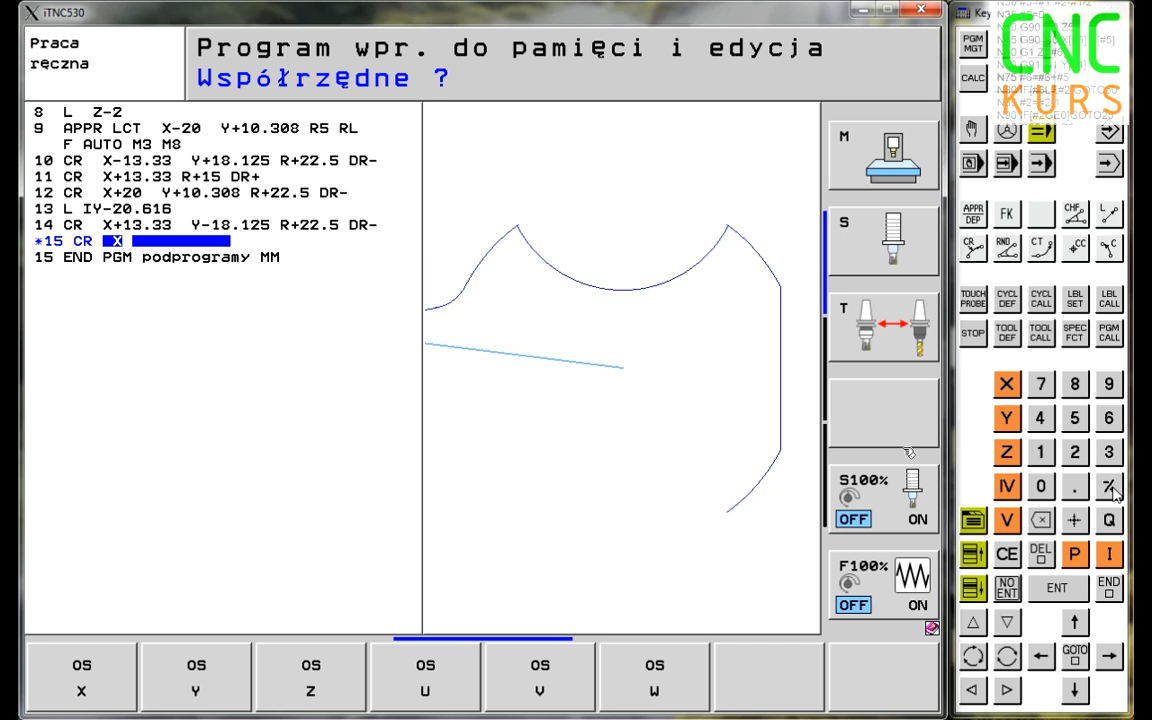 iTNC530
Praca
ręczna
Program wpr. do pamięci i edycja
Współrzędne ?
8 L Z-2
9 APPR LCT X-20 Y+10.308 R5 RL
F AUTO M3 M8
10 CR X-13.33 Y+18.125 R+22.5 DR-
11 CR X+13.33 R+15 DR+
12 CR X+20 Y+10.308 R+22.5 DR-
13 L IY-20.616
14 CR X+13.33 Y-18.125 R+22.5 DR-
*15 CR X
15 END PGM podprogramy MM
M
S
T
S100%
OFF ON
F100%
OFF ON
OS X
OS Y
OS Z
OS U
OS V
OS W
Key
CNC
KURS
PGM MGT
CALC
APPR DEP FK CHF L
CR RND CT CC C
TOUCH PROBE CYCL DEF CYCL CALL LBL SET LBL CALL
STOP TOOL DEF TOOL CALL SPEC FCT PGM CALL
X 7 8 9
Y 4 5 6
Z 1 2 3
IV 0 .
V Q
CE DEL P I
NO ENT ENT END
GOTO